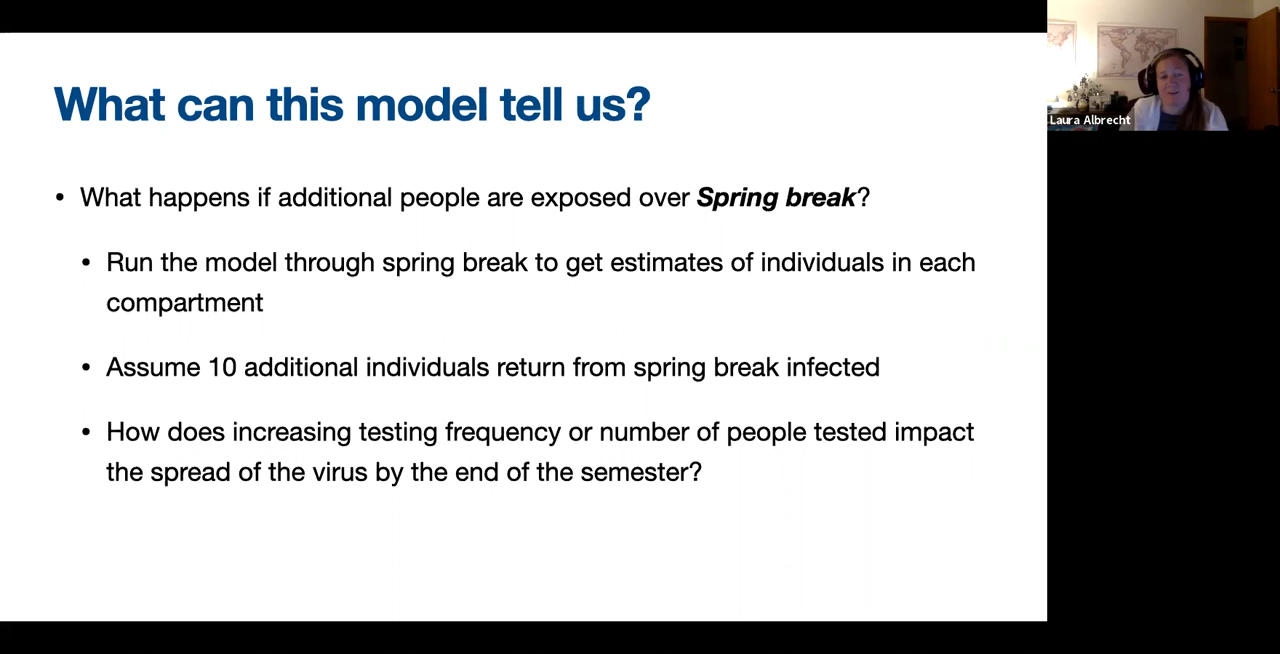 What can this model tell us?
• What happens if additional people are exposed over Spring break?
• Run the model through spring break to get estimates of individuals in each
compartment
• Assume 10 additional individuals return from spring break infected
• How does increasing testing frequency or number of people tested impact
the spread of the virus by the end of the semester?
Laura Albrecht